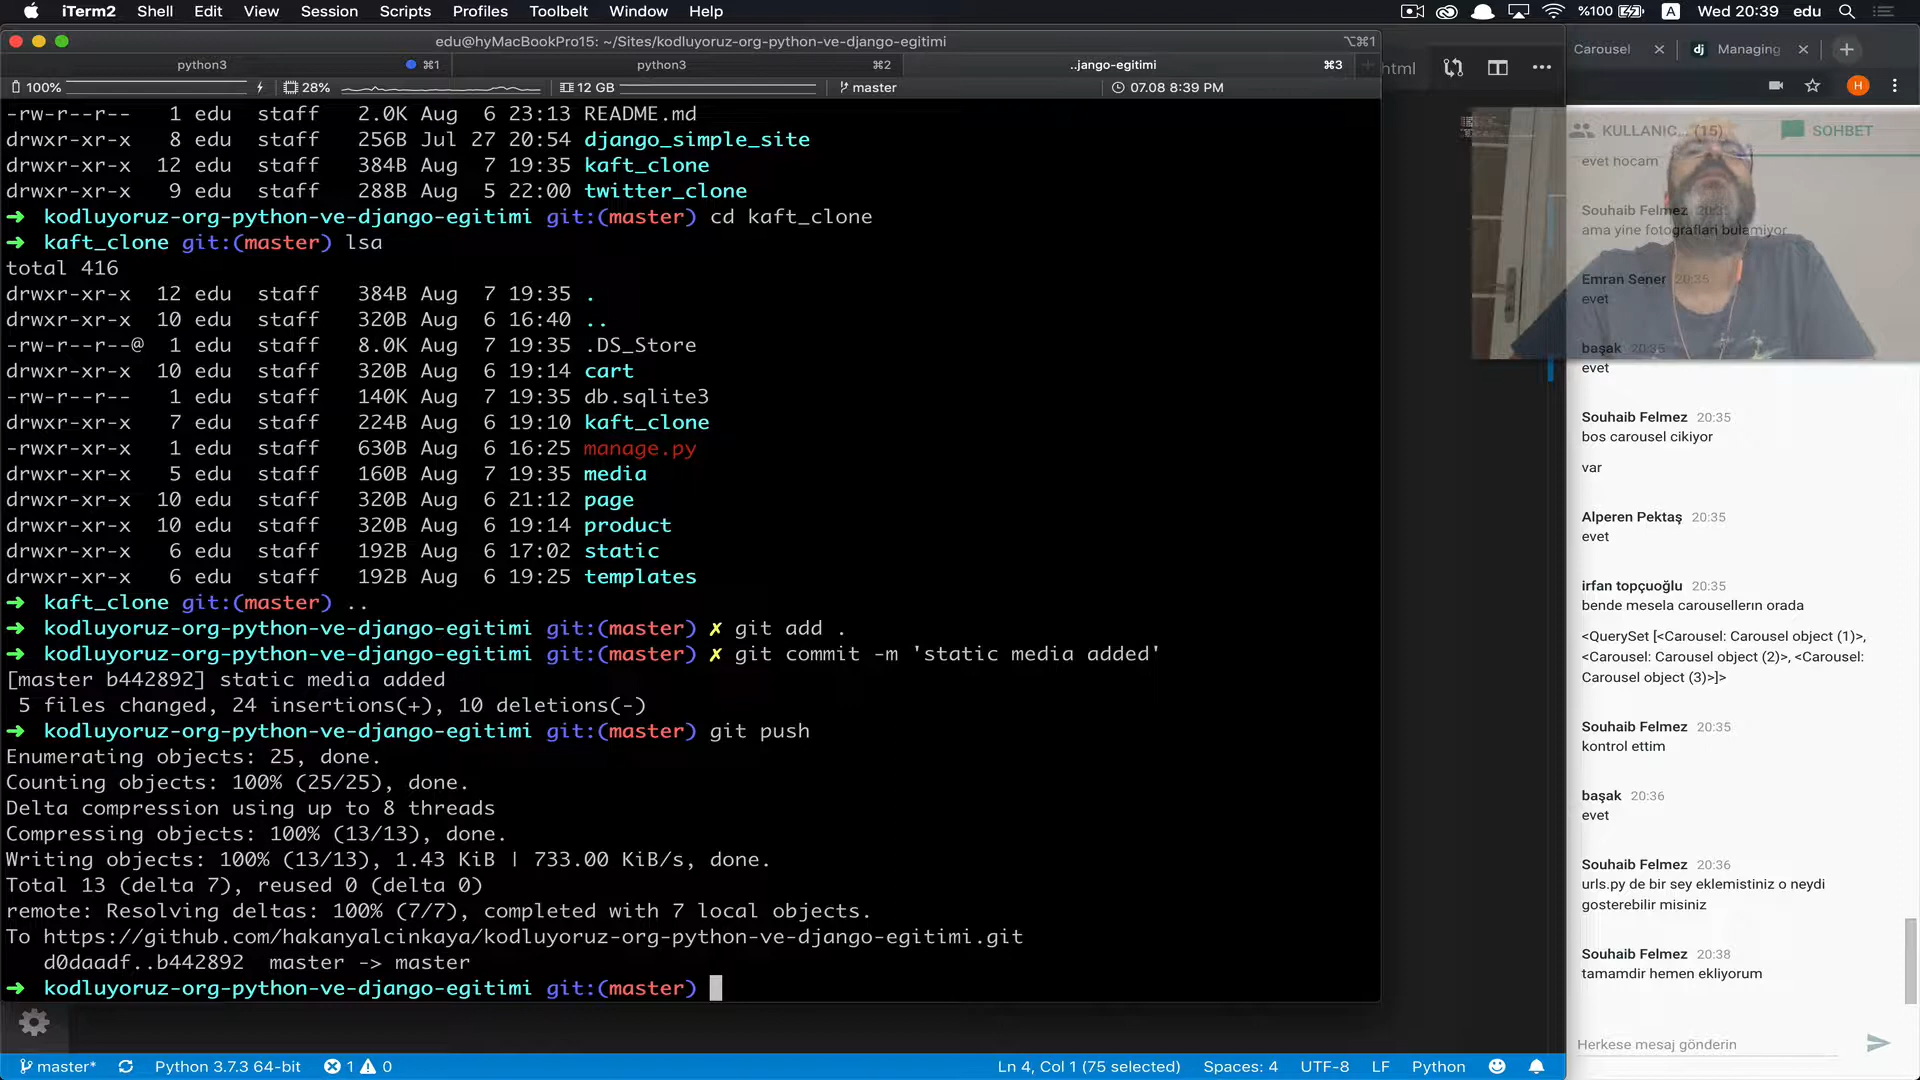 iTerm2 Shell Edit View Session Scripts Profiles Toolbelt Window Help %100 A Wed 20:39 edu
edu@hyMacBookPro15: ~/Sites/kodluyoruz-org-python-ve-django-egitimi ⌥⌘1
python3 ⌘1 python3 ⌘2 ..jango-egitimi ⌘3
100% 28% 12 GB master 07.08 8:39 PM
-rw-r--r-- 1 edu staff 2.0K Aug 6 23:13 README.md
drwxr-xr-x 8 edu staff 256B Jul 27 20:54 django_simple_site
drwxr-xr-x 12 edu staff 384B Aug 7 19:35 kaft_clone
drwxr-xr-x 9 edu staff 288B Aug 5 22:00 twitter_clone
➜ kodluyoruz-org-python-ve-django-egitimi git:(master) cd kaft_clone
➜ kaft_clone git:(master) lsa
total 416
drwxr-xr-x 12 edu staff 384B Aug 7 19:35 .
drwxr-xr-x 10 edu staff 320B Aug 6 16:40 ..
-rw-r--r--@ 1 edu staff 8.0K Aug 7 19:35 .DS_Store
drwxr-xr-x 10 edu staff 320B Aug 6 19:14 cart
-rw-r--r-- 1 edu staff 140K Aug 7 19:35 db.sqlite3
drwxr-xr-x 7 edu staff 224B Aug 6 19:10 kaft_clone
-rwxr-xr-x 1 edu staff 630B Aug 6 16:25 manage.py
drwxr-xr-x 5 edu staff 160B Aug 7 19:35 media
drwxr-xr-x 10 edu staff 320B Aug 6 21:12 page
drwxr-xr-x 10 edu staff 320B Aug 6 19:14 product
drwxr-xr-x 6 edu staff 192B Aug 6 17:02 static
drwxr-xr-x 6 edu staff 192B Aug 6 19:25 templates
➜ kaft_clone git:(master) ..
➜ kodluyoruz-org-python-ve-django-egitimi git:(master) ✗ git add .
➜ kodluyoruz-org-python-ve-django-egitimi git:(master) ✗ git commit -m 'static media added'
[master b442892] static media added
5 files changed, 24 insertions(+), 10 deletions(-)
➜ kodluyoruz-org-python-ve-django-egitimi git:(master) git push
Enumerating objects: 25, done.
Counting objects: 100% (25/25), done.
Delta compression using up to 8 threads
Compressing objects: 100% (13/13), done.
Writing objects: 100% (13/13), 1.43 KiB | 733.00 KiB/s, done.
Total 13 (delta 7), reused 0 (delta 0)
remote: Resolving deltas: 100% (7/7), completed with 7 local objects.
To https://github.com/hakanyalcinkaya/kodluyoruz-org-python-ve-django-egitimi.git
d0daadf..b442892 master -> master
➜ kodluyoruz-org-python-ve-django-egitimi git:(master)
master* Python 3.7.3 64-bit 1 0 Ln 4, Col 1 (75 selected) Spaces: 4 UTF-8 LF Python
html
Carousel dj Managing
H
KULLANIC... (15) SOHBET
evet hocam
Souhaib Felmez
ama yine fotograflari bulamiyor
Emran Sener 20:35
evet
başak 20:35
evet
Souhaib Felmez 20:35
bos carousel cikiyor
var
Alperen Pektaş 20:35
evet
irfan topçuoğlu 20:35
bende mesela carousellerın orada
<QuerySet [<Carousel: Carousel object (1)>,
<Carousel: Carousel object (2)>, <Carousel:
Carousel object (3)>]>
Souhaib Felmez 20:35
kontrol ettim
başak 20:36
evet
Souhaib Felmez 20:36
urls.py de bir sey eklemistiniz o neydi
gosterebilir misiniz
Souhaib Felmez 20:38
tamamdir hemen ekliyorum
Herkese mesaj gönderin